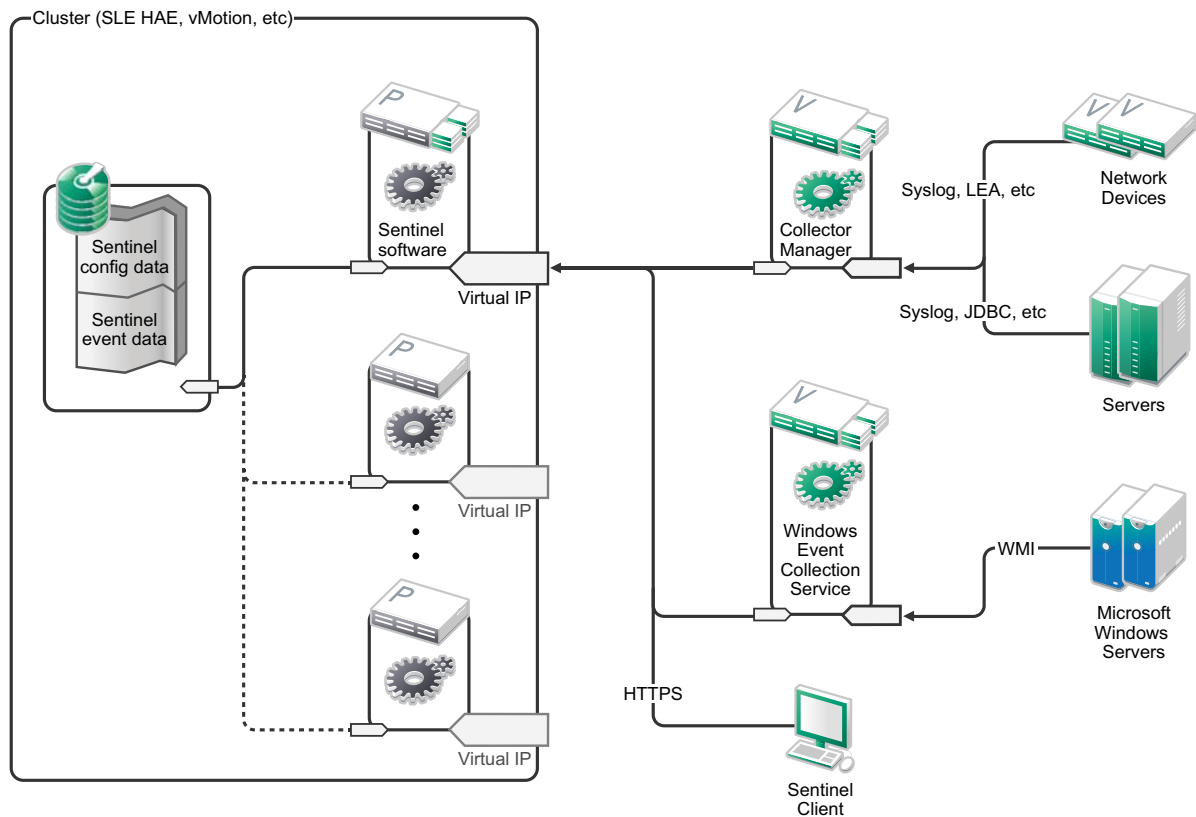 Cluster (SLE HAE, vMotion, etc)
P
Sentinel
software
Virtual IP
Sentinel
config data
Sentinel
event data
P
Virtual IP
P
Virtual IP
V
Collector
Manager
Syslog, LEA, etc
V
V
Network
Devices
Syslog, JDBC, etc
Servers
V
Windows
Event
Collection
Service
WMI
Microsoft
Windows
Servers
HTTPS
Sentinel
Client